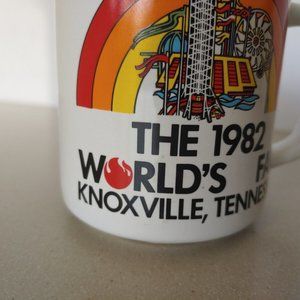 THE 1982
WORLD'S FA
KNOXVILLE, TENNES